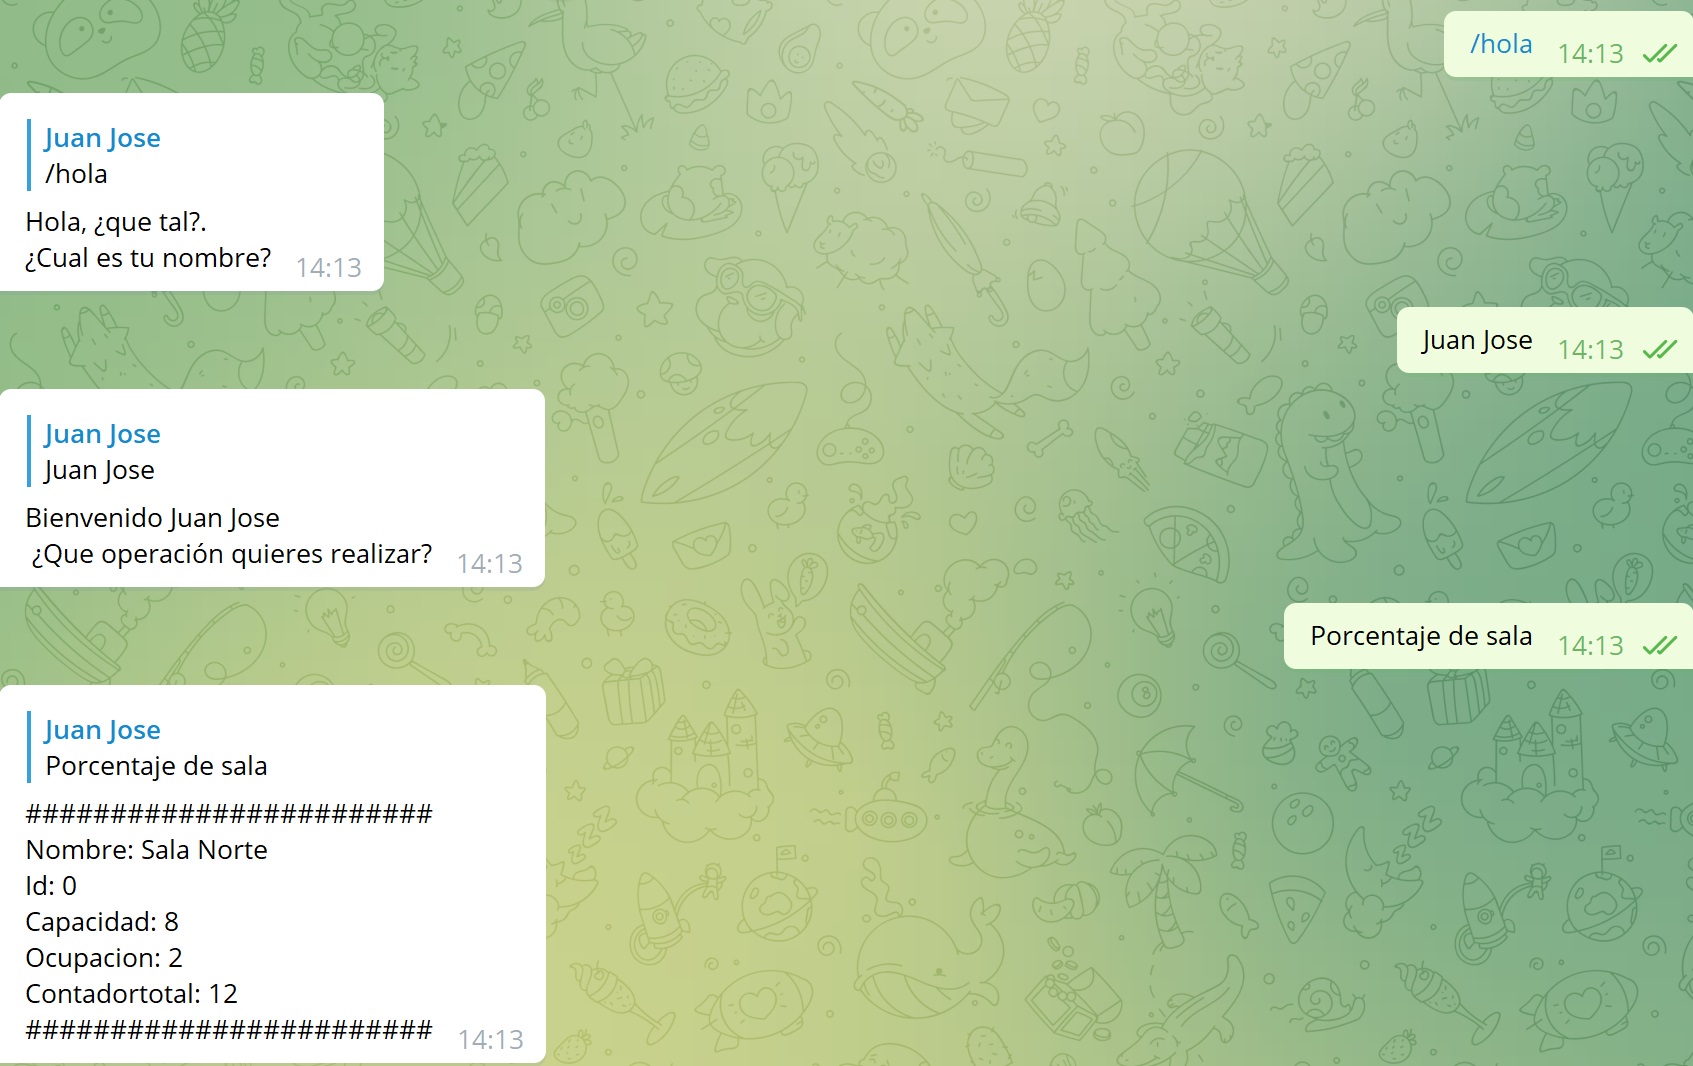 /hola 14:13
Juan Jose
/hola
Hola, ¿que tal?.
¿Cual es tu nombre? 14:13
Juan Jose 14:13
Juan Jose
Juan Jose
Bienvenido Juan Jose
¿Que operación quieres realizar? 14:13
Porcentaje de sala 14:13
Juan Jose
Porcentaje de sala
########################
Nombre: Sala Norte
Id: 0
Capacidad: 8
Ocupacion: 2
Contadortotal: 12
######################## 14:13